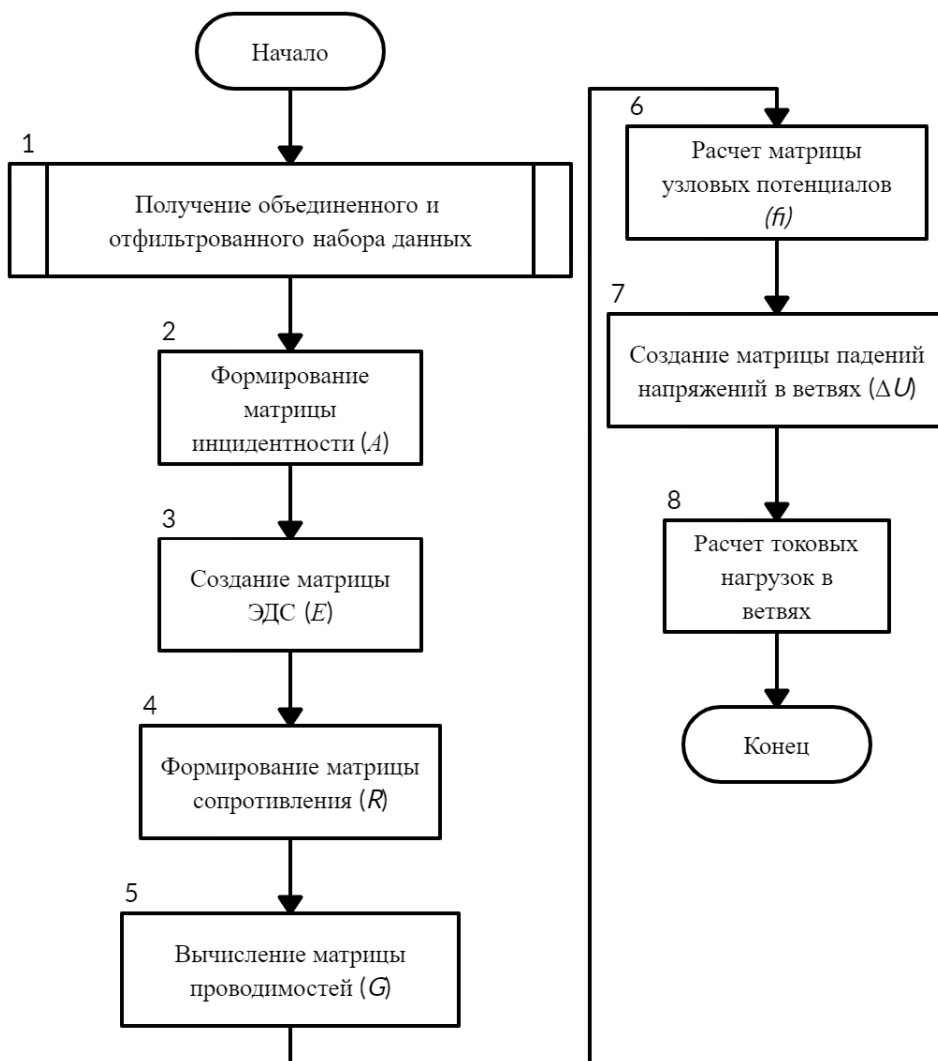 Начало
1
Получение объединенного и
отфильтрованного набора данных
2
Формирование
матрицы
инцидентности (A)
3
Создание матрицы
ЭДС (E)
4
Формирование матрицы
сопротивления (R)
5
Вычисление матрицы
проводимостей (G)
6
Расчет матрицы
узловых потенциалов
(fi)
7
Создание матрицы падений
напряжений в ветвях (ΔU)
8
Расчет токовых
нагрузок в
ветвях
Конец